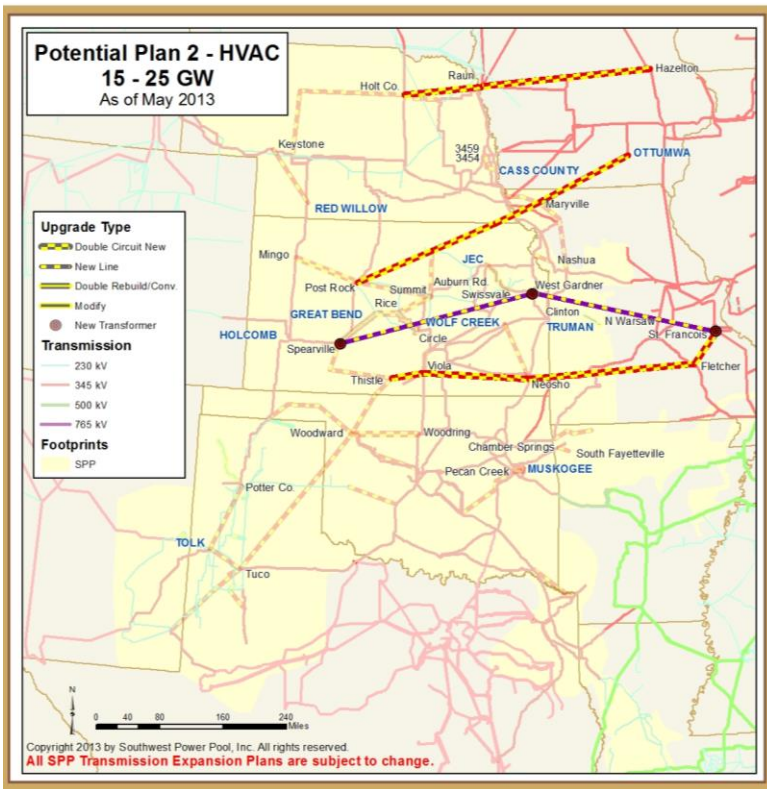 Potential Plan 2 - HVAC
15 - 25 GW
As of May 2013
Hazelton
Raun
Holt Co.
Keystone
3459
3454
OTTUMWA
CASS COUNTY
RED WILLOW
Maryville
Upgrade Type
Double Circuit New
New Line
Double Rebuild/Conv.
Modify
New Transformer
Transmission
230 kV
345 kV
500 kV
765 kV
Footprints
SPP
Mingo
JEC
Nashua
Post Rock
Summit
Auburn Rd.
Swissvale
West Gardner
Rice
GREAT BEND
WOLF CREEK
Clinton
TRUMAN
N Warsaw
St. Francois
HOLCOMB
Circle
Spearville
Viola
Fletcher
Thistle
Neosho
Woodward
Woodring
Chamber Springs
South Fayetteville
Pecan Creek
MUSKOGEE
Potter Co.
TOLK
Tuco
N
0 40 80 160 240
Miles
Copyright 2013 by Southwest Power Pool, Inc. All rights reserved.
All SPP Transmission Expansion Plans are subject to change.